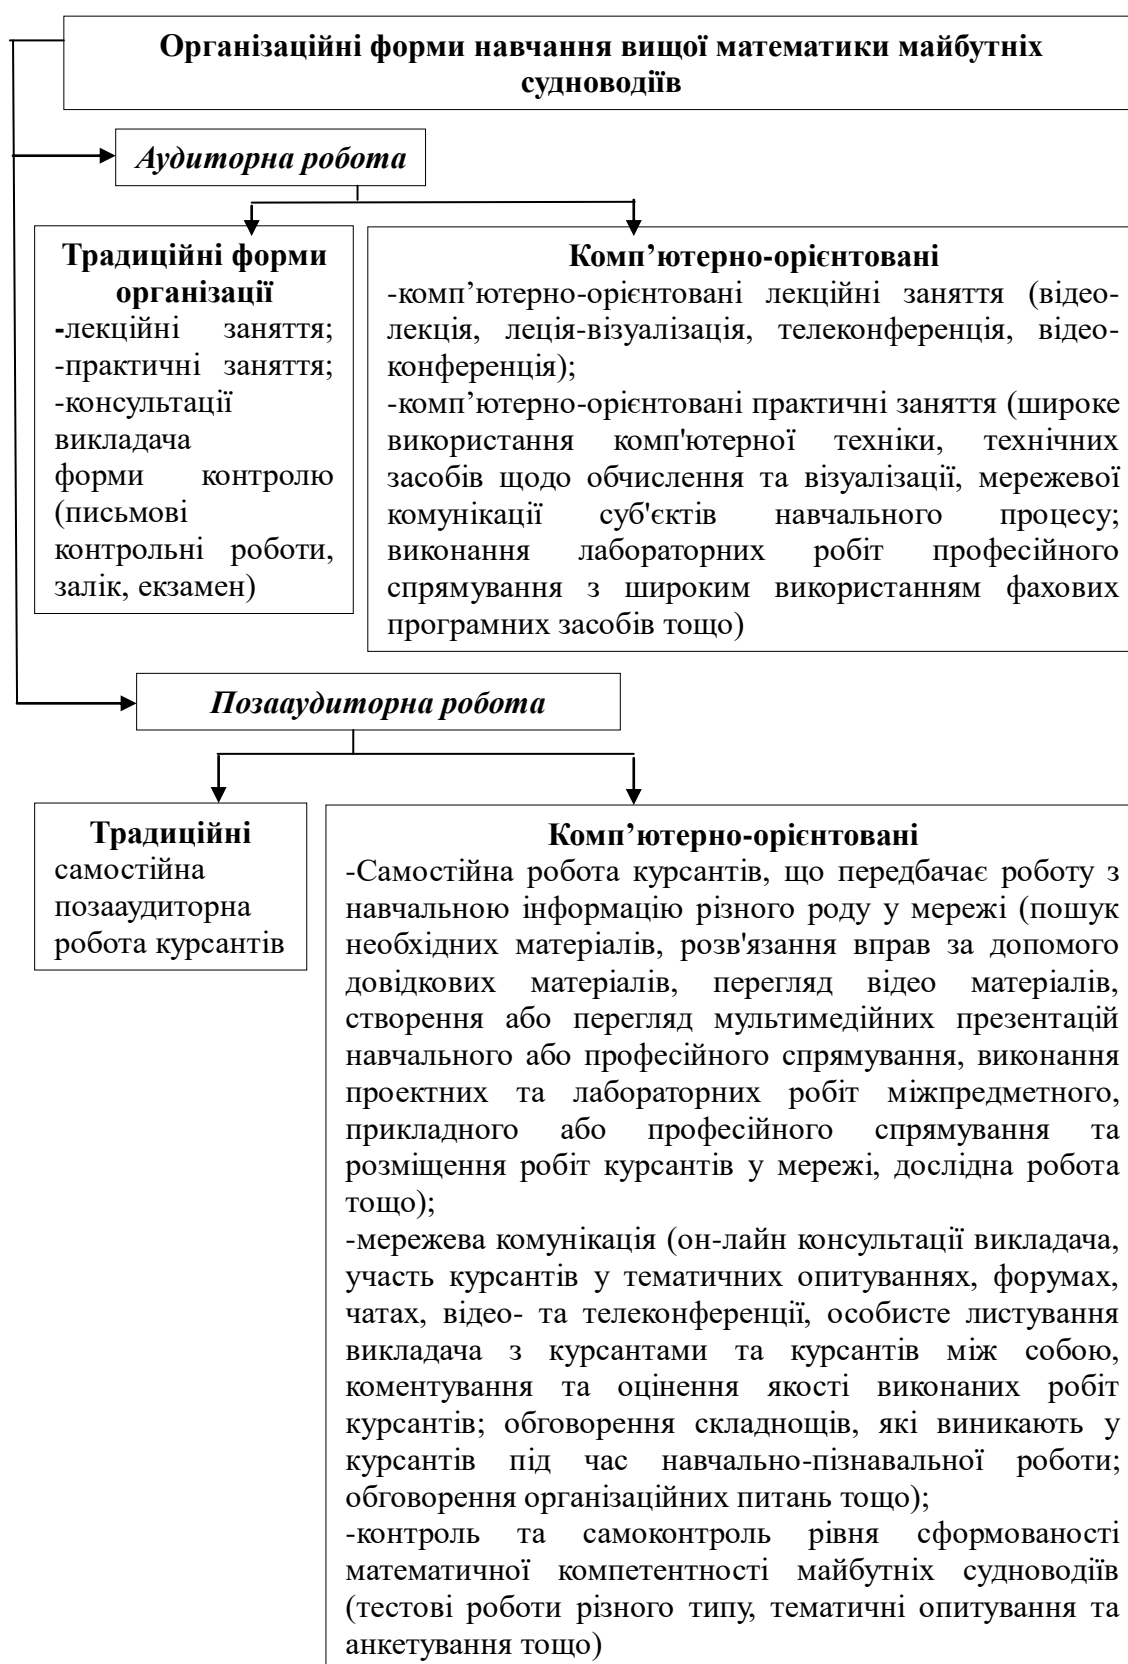 Організаційні форми навчання вищої математики майбутніх
судноводіїв
Аудиторна робота
Традиційні форми
організації
-лекційні заняття;
-практичні заняття;
-консультації
викладача
форми контролю
(письмові
контрольні роботи,
залік, екзамен)
Комп’ютерно-орієнтовані
-комп’ютерно-орієнтовані лекційні заняття (відео-
лекція, леція-візуалізація, телеконференція, відео-
конференція);
-комп’ютерно-орієнтовані практичні заняття (широке
використання комп'ютерної техніки, технічних
засобів щодо обчислення та візуалізації, мережевої
комунікації суб'єктів навчального процесу;
виконання лабораторних робіт професійного
спрямування з широким використанням фахових
програмних засобів тощо)
Позааудиторна робота
Традиційні
самостійна
позааудиторна
робота курсантів
Комп’ютерно-орієнтовані
-Самостійна робота курсантів, що передбачає роботу з
навчальною інформацію різного роду у мережі (пошук
необхідних матеріалів, розв'язання вправ за допомого
довідкових матеріалів, перегляд відео матеріалів,
створення або перегляд мультимедійних презентацій
навчального або професійного спрямування, виконання
проектних та лабораторних робіт міжпредметного,
прикладного або професійного спрямування та
розміщення робіт курсантів у мережі, дослідна робота
тощо);
-мережева комунікація (он-лайн консультації викладача,
участь курсантів у тематичних опитуваннях, форумах,
чатах, відео- та телеконференції, особисте листування
викладача з курсантами та курсантів між собою,
коментування та оцінення якості виконаних робіт
курсантів; обговорення складнощів, які виникають у
курсантів під час навчально-пізнавальної роботи;
обговорення організаційних питань тощо);
-контроль та самоконтроль рівня сформованості
математичної компетентності майбутніх судноводіїв
(тестові роботи різного типу, тематичні опитування та
анкетування тощо)